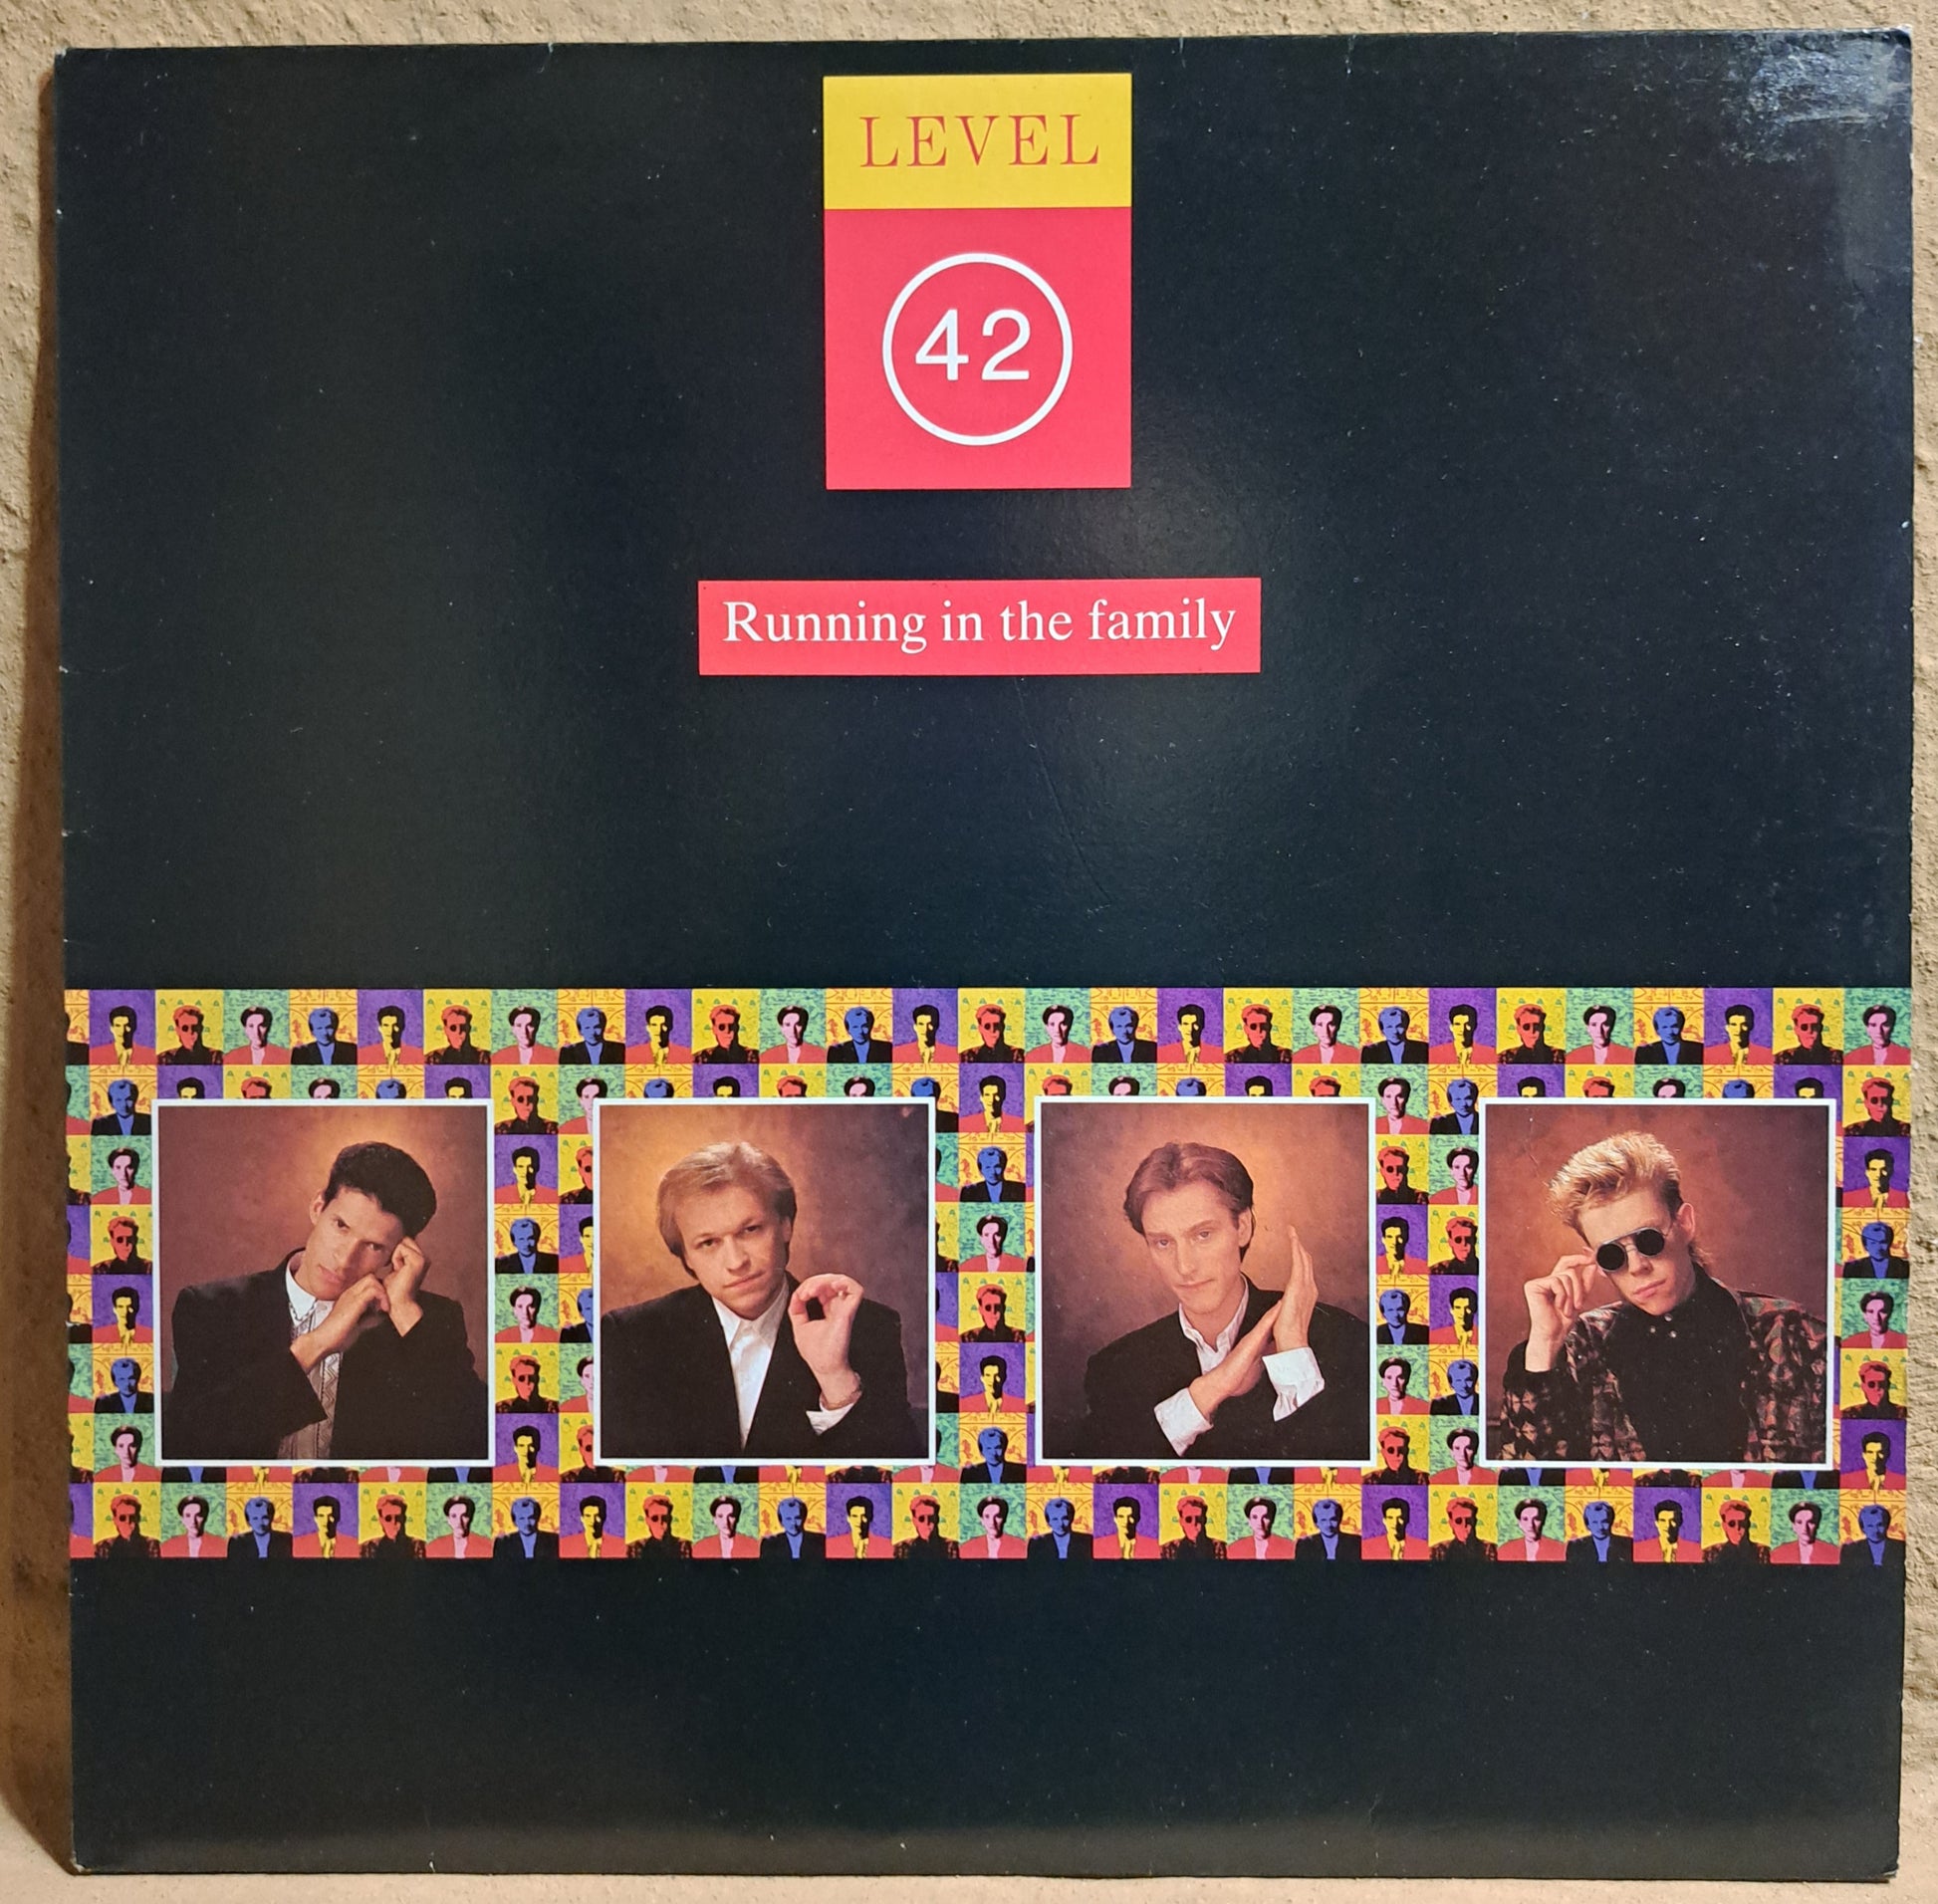 LEVEL
42
Running in the family